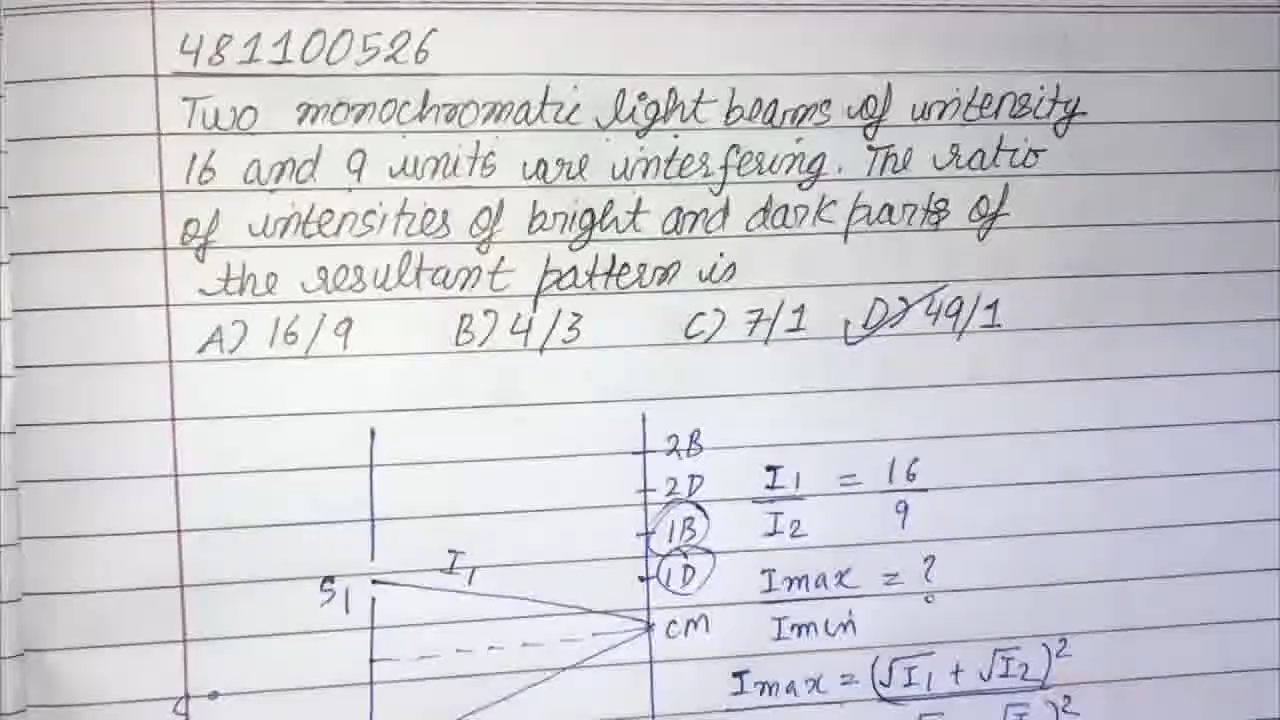 481100526
Two monochromatic light beams of intensity
16 and 9 units are interfering. The ratio
of intensities of bright and dark parts of
the resultant pattern is
A) 16/9 B) 4/3 C) 7/1 D) 49/1
2B
2D
1B
1D
CM
I1
S1
I1/I2 = 16/9
Imax/Imin = ?
Imax = (√I1 + √I2)²